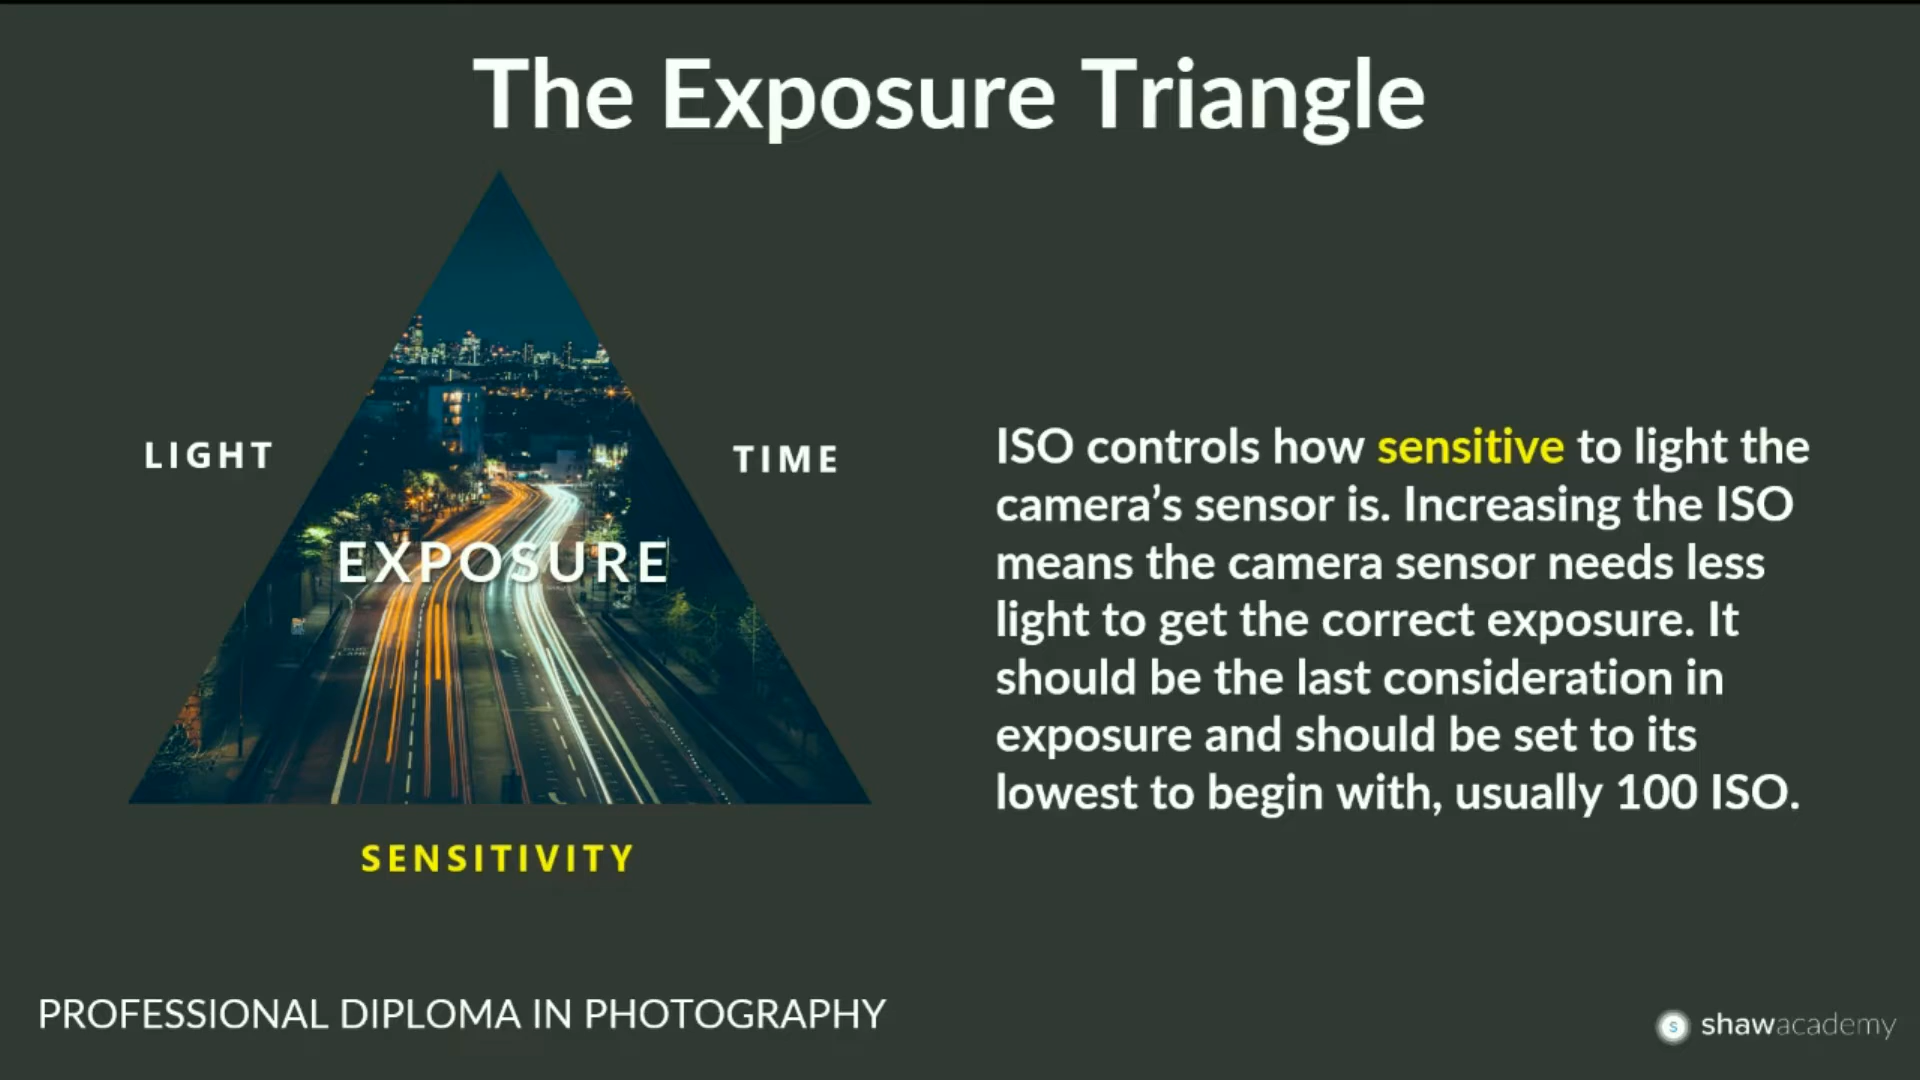 The Exposure Triangle
LIGHT
TIME
EXPOSURE
SENSITIVITY
ISO controls how sensitive to light the
camera’s sensor is. Increasing the ISO
means the camera sensor needs less
light to get the correct exposure. It
should be the last consideration in
exposure and should be set to its
lowest to begin with, usually 100 ISO.
PROFESSIONAL DIPLOMA IN PHOTOGRAPHY
s shawacademy